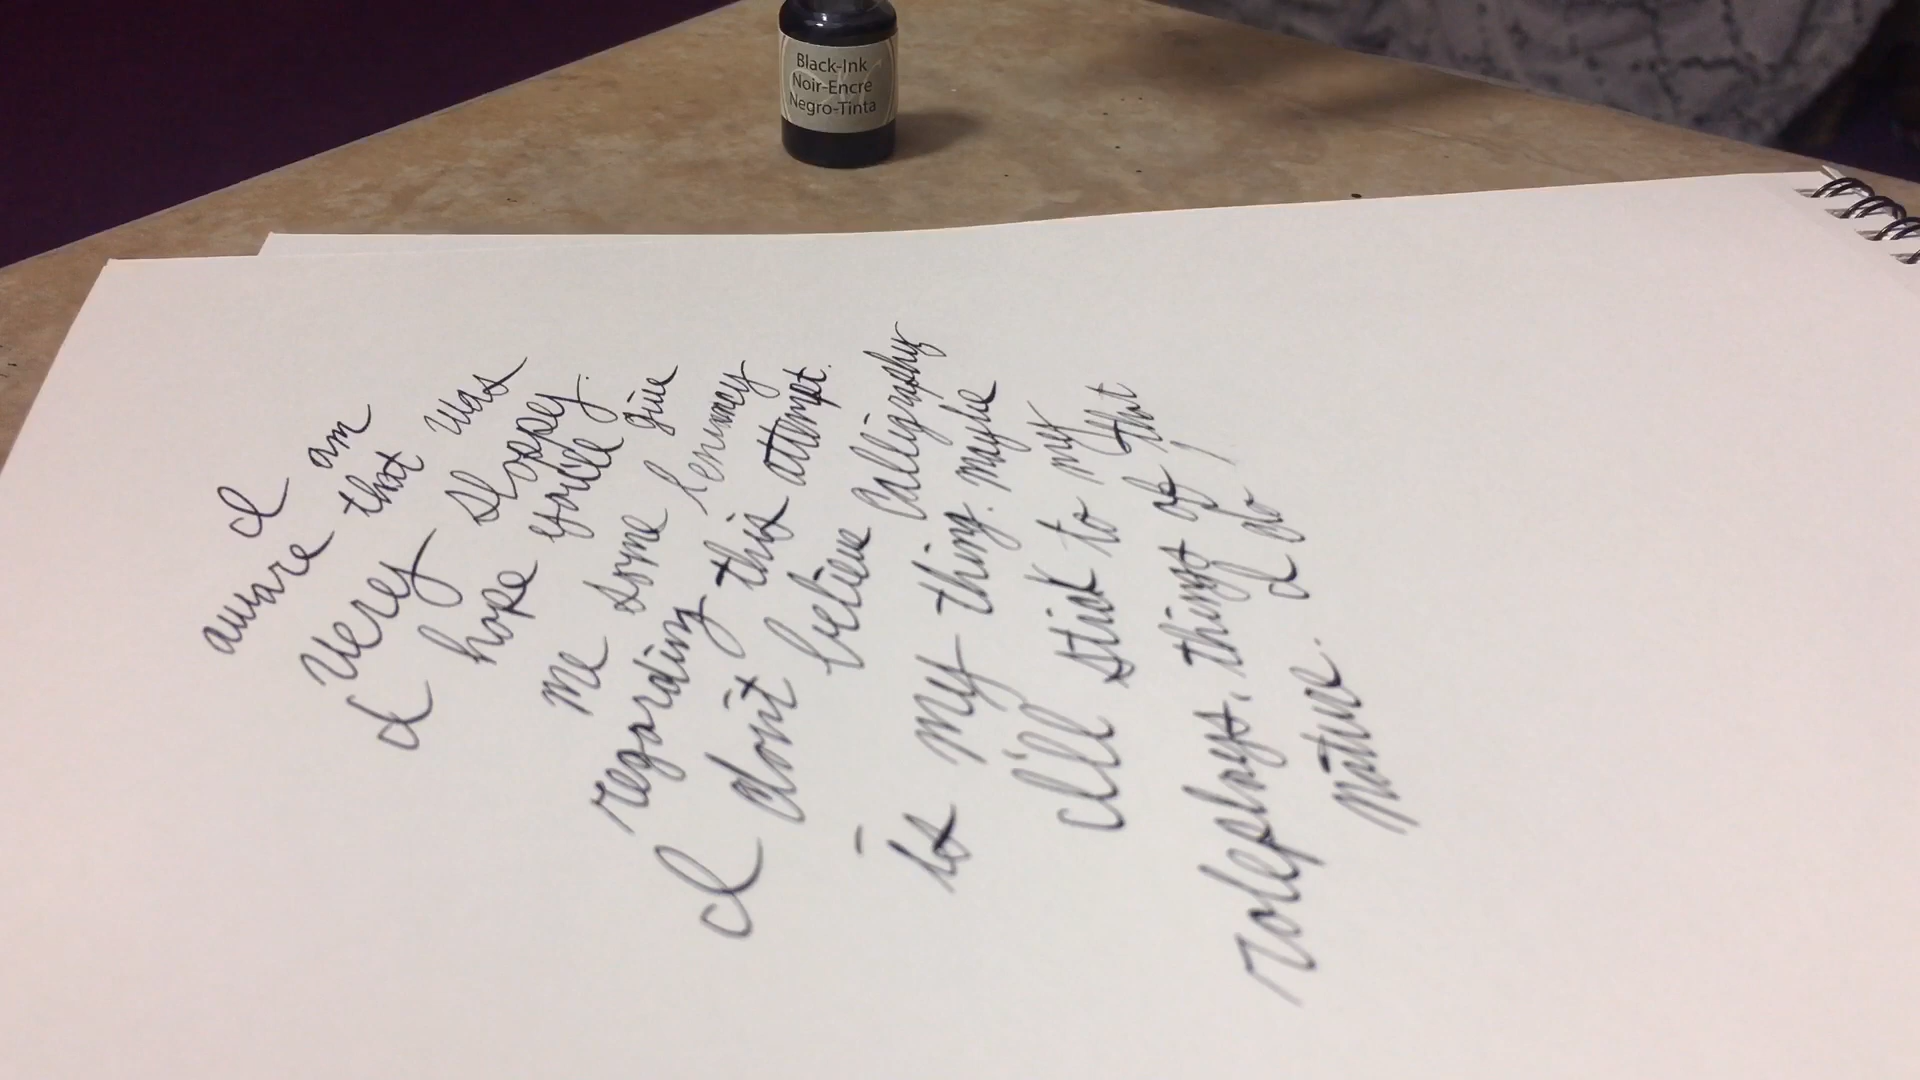 I am
aware that was
very sloppy.
I hope you'll give
me some leniency
regarding this attempt.
I don't believe calligraphy
is my thing. Maybe
I'll stick to my
roleplays, things of that
nature. I do
Black-Ink
Noir-Encre
Negro-Tinta